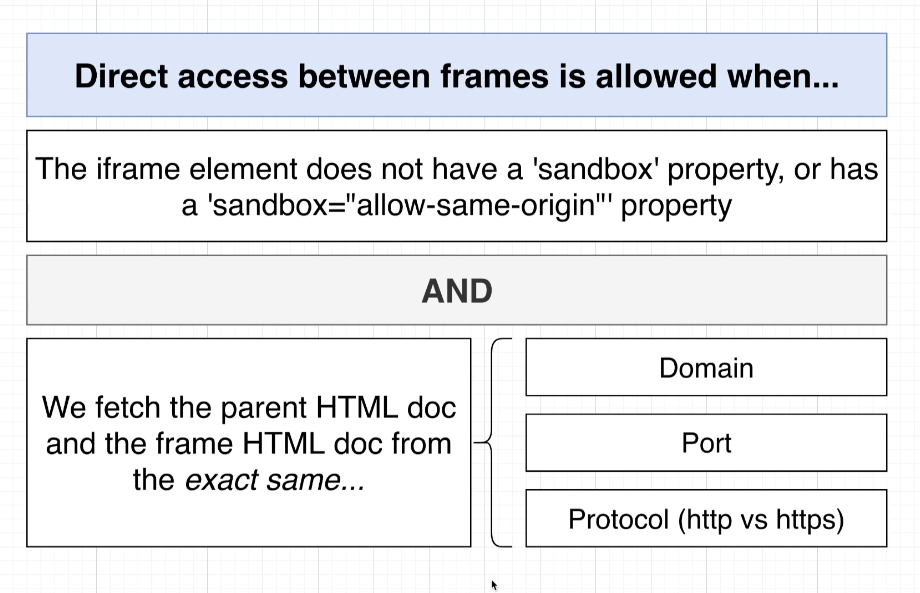 Direct access between frames is allowed when...
The iframe element does not have a 'sandbox' property, or has
a 'sandbox="allow-same-origin"' property
AND
We fetch the parent HTML doc
and the frame HTML doc from
the exact same...
Domain
Port
Protocol (http vs https)